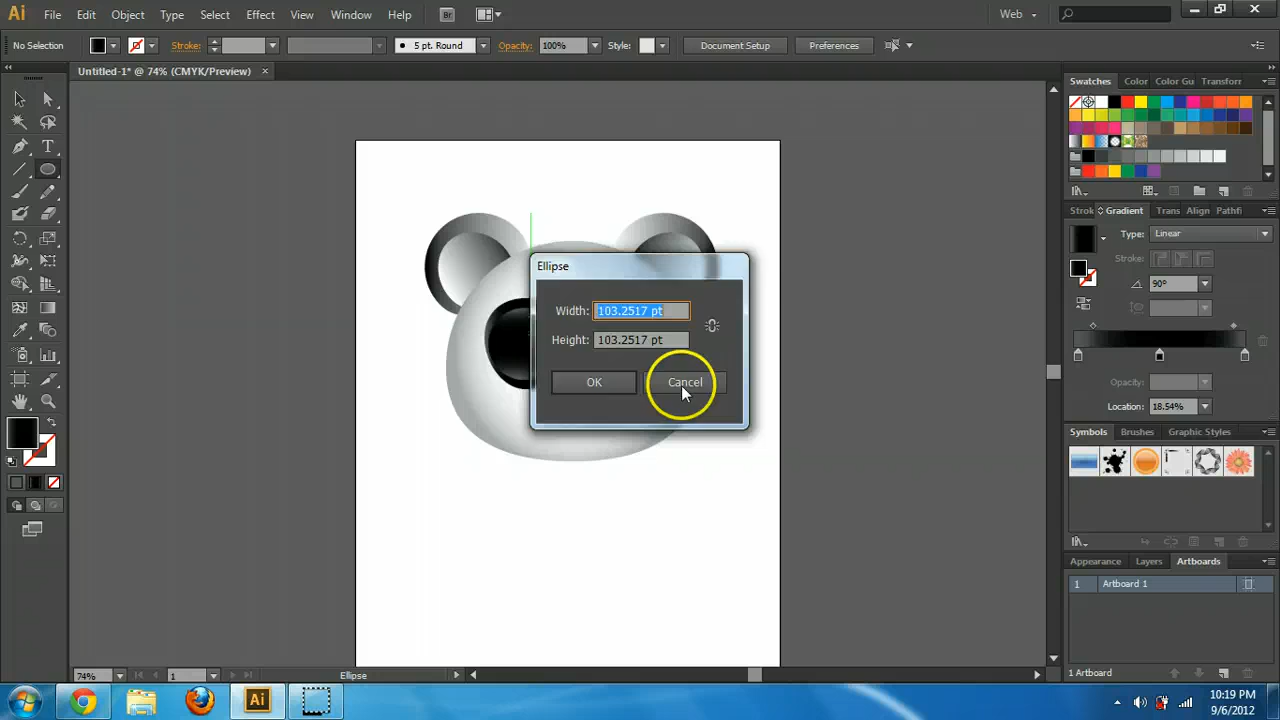 Ai File Edit Object Type Select Effect View Window Help Br Web
No Selection Stroke: 5 pt. Round Opacity: 100% Style: Document Setup Preferences
Untitled-1* @ 74% (CMYK/Preview) ×
Swatches Color Color Gu Transforr
T
Strok Gradient Trans Align Pathfi
Type: Linear
Stroke:
90°
Opacity:
Location: 18.54%
Ellipse
Width: 103.2517 pt
Height: 103.2517 pt
OK Cancel
Symbols Brushes Graphic Styles
Appearance Layers Artboards
1 Artboard 1
1 Artboard
74% 1 Ellipse
Ai
10:19 PM
9/6/2012